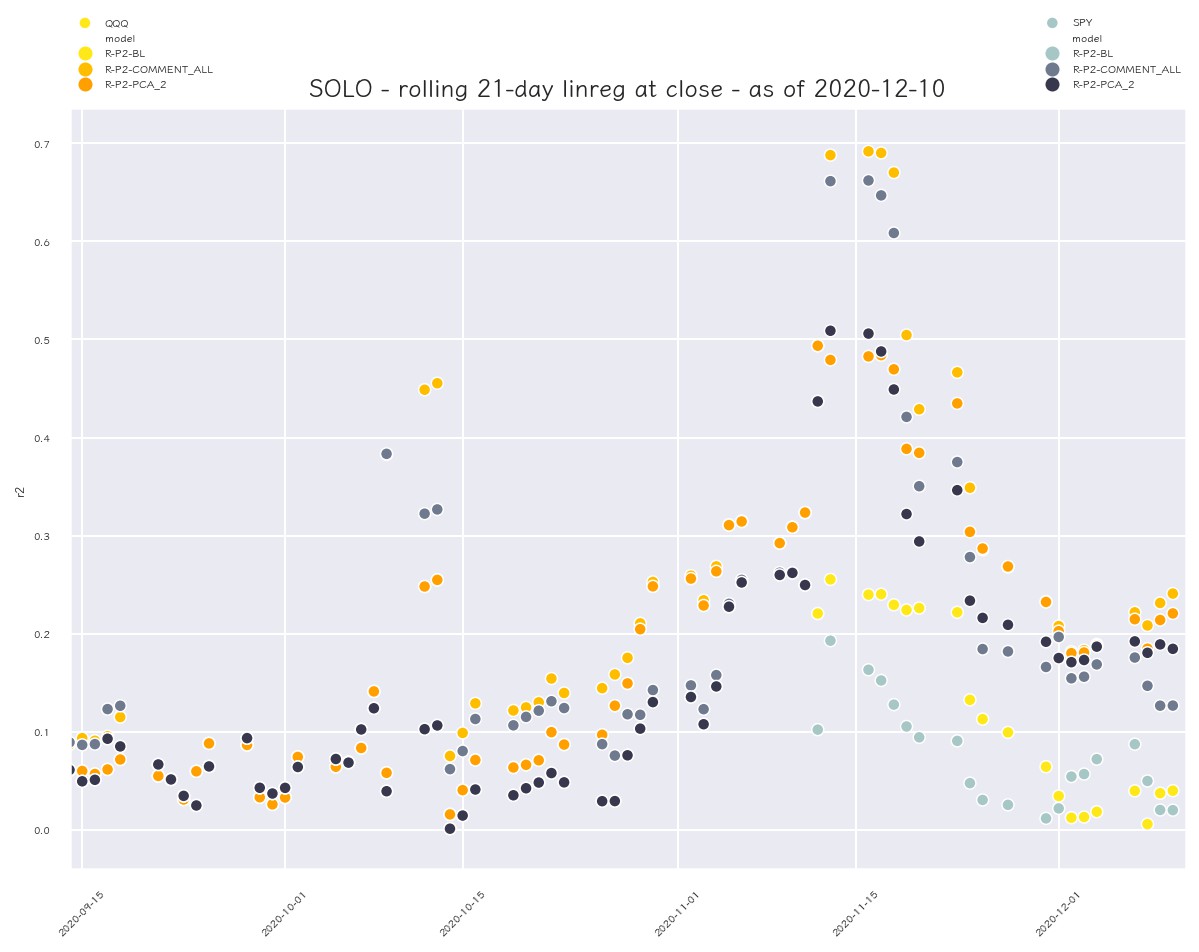 QQQ
model
R-P2-BL
R-P2-COMMENT_ALL
R-P2-PCA_2
SPY
model
R-P2-BL
R-P2-COMMENT_ALL
R-P2-PCA_2
SOLO - rolling 21-day linreg at close - as of 2020-12-10
0.7
0.6
0.5
0.4
0.3
0.2
0.1
0.0
r2
2020-09-15
2020-10-01
2020-10-15
2020-11-01
2020-11-15
2020-12-01